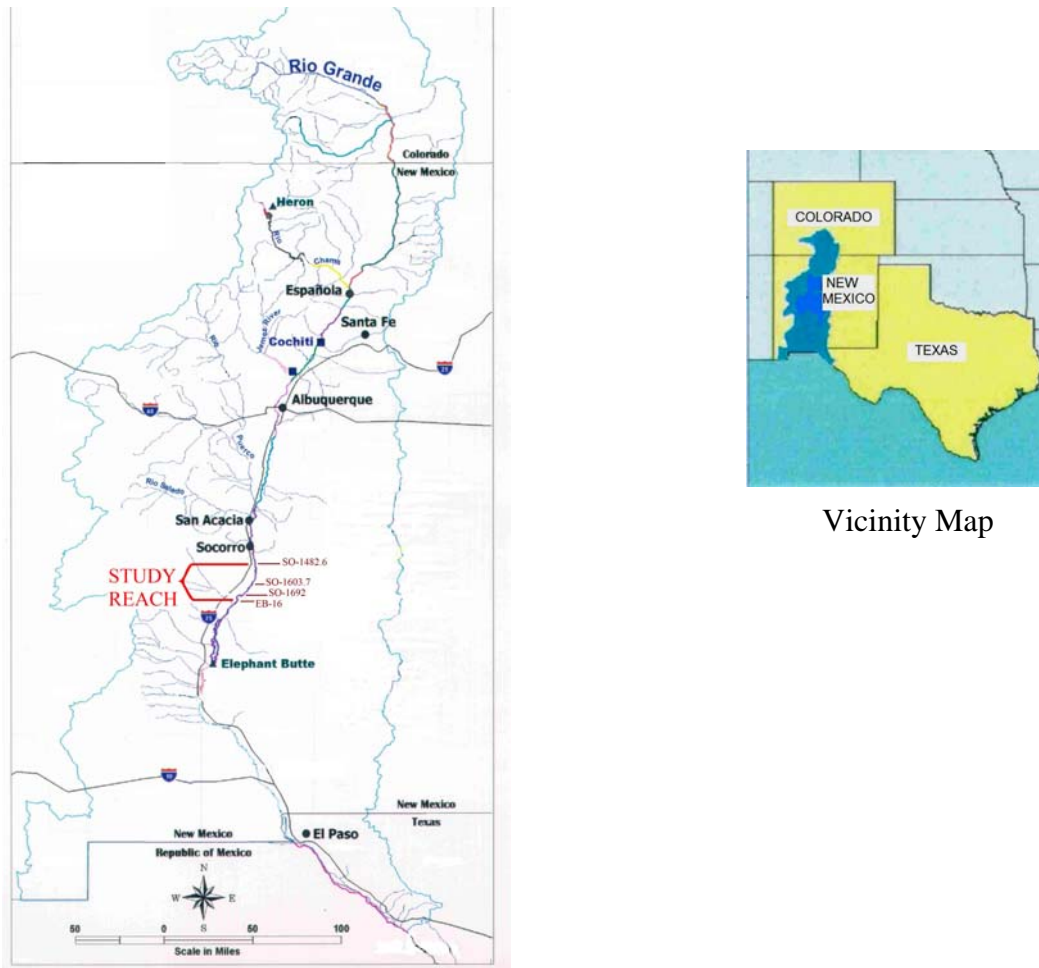 Rio Grande
Colorado
New Mexico
Heron
Rio
Chama
Española
Santa Fe
Jemez River
Cochiti
Rio
25
40
Albuquerque
Puerco
Rio Salado
San Acacia
Socorro
SO-1482.6
STUDY
REACH
SO-1603.7
SO-1692
EB-16
25
Elephant Butte
New Mexico
Texas
El Paso
New Mexico
Republic of Mexico
N
W E
S
50 0 50 100
Scale in Miles
COLORADO
NEW
MEXICO
TEXAS
Vicinity Map